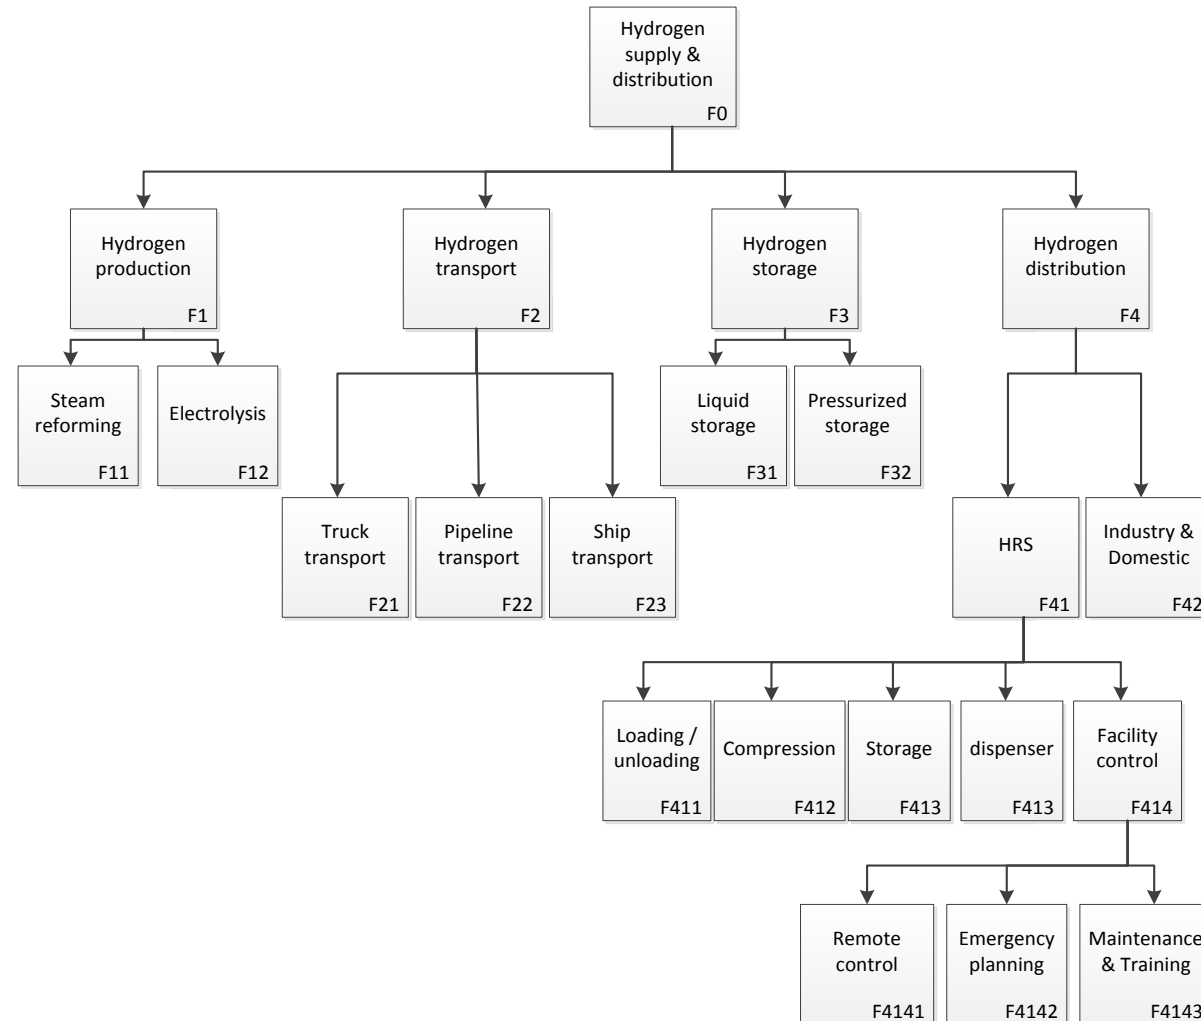 Hydrogen
supply &
distribution
F0
Hydrogen
production
F1
Hydrogen
transport
F2
Hydrogen
storage
F3
Hydrogen
distribution
F4
Steam
reforming
F11
Electrolysis
F12
Liquid
storage
F31
Pressurized
storage
F32
Truck
transport
F21
Pipeline
transport
F22
Ship
transport
F23
HRS
F41
Industry &
Domestic
F42
Loading /
unloading
F411
Compression
F412
Storage
F413
dispenser
F413
Facility
control
F414
Remote
control
F4141
Emergency
planning
F4142
Maintenance
& Training
F4143